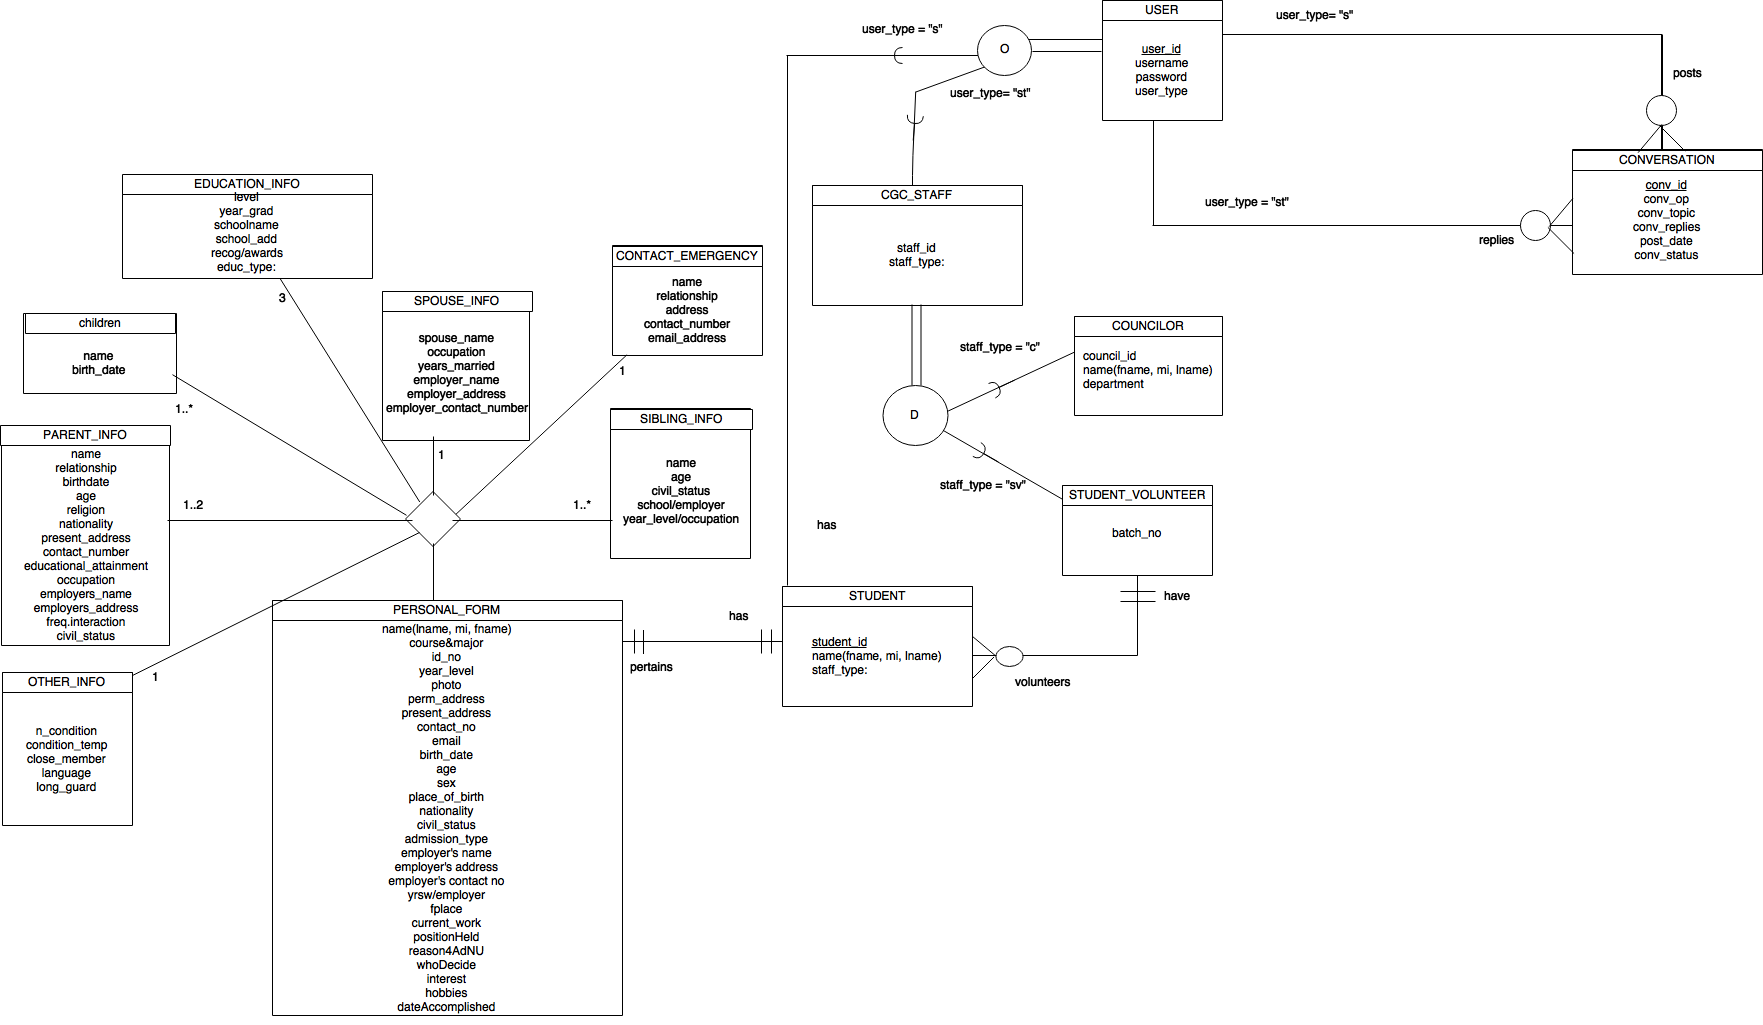 USER
user_id
username
password
user_type
user_type = "s"
O
user_type= "st"
user_type= "s"
posts
CONVERSATION
conv_id
conv_op
conv_topic
conv_replies
post_date
conv_status
user_type = "st"
replies
CGC_STAFF
staff_id
staff_type:
D
staff_type = "c"
COUNCILOR
council_id
name(fname, mi, lname)
department
staff_type = "sv"
STUDENT_VOLUNTEER
batch_no
have
volunteers
has
STUDENT
student_id
name(fname, mi, lname)
staff_type:
has
pertains
EDUCATION_INFO
level
year_grad
schoolname
school_add
recog/awards
educ_type:
3
children
name
birth_date
1..*
SPOUSE_INFO
spouse_name
occupation
years_married
employer_name
employer_address
employer_contact_number
1
CONTACT_EMERGENCY
name
relationship
address
contact_number
email_address
1
SIBLING_INFO
name
age
civil_status
school/employer
year_level/occupation
1..*
PARENT_INFO
name
relationship
birthdate
age
religion
nationality
present_address
contact_number
educational_attainment
occupation
employers_name
employers_address
freq.interaction
civil_status
1..2
OTHER_INFO
n_condition
condition_temp
close_member
language
long_guard
1
PERSONAL_FORM
name(lname, mi, fname)
course&major
id_no
year_level
photo
perm_address
present_address
contact_no
email
birth_date
age
sex
place_of_birth
nationality
civil_status
admission_type
employer's name
employer's address
employer's contact no
yrsw/employer
fplace
current_work
positionHeld
reason4AdNU
whoDecide
interest
hobbies
dateAccomplished